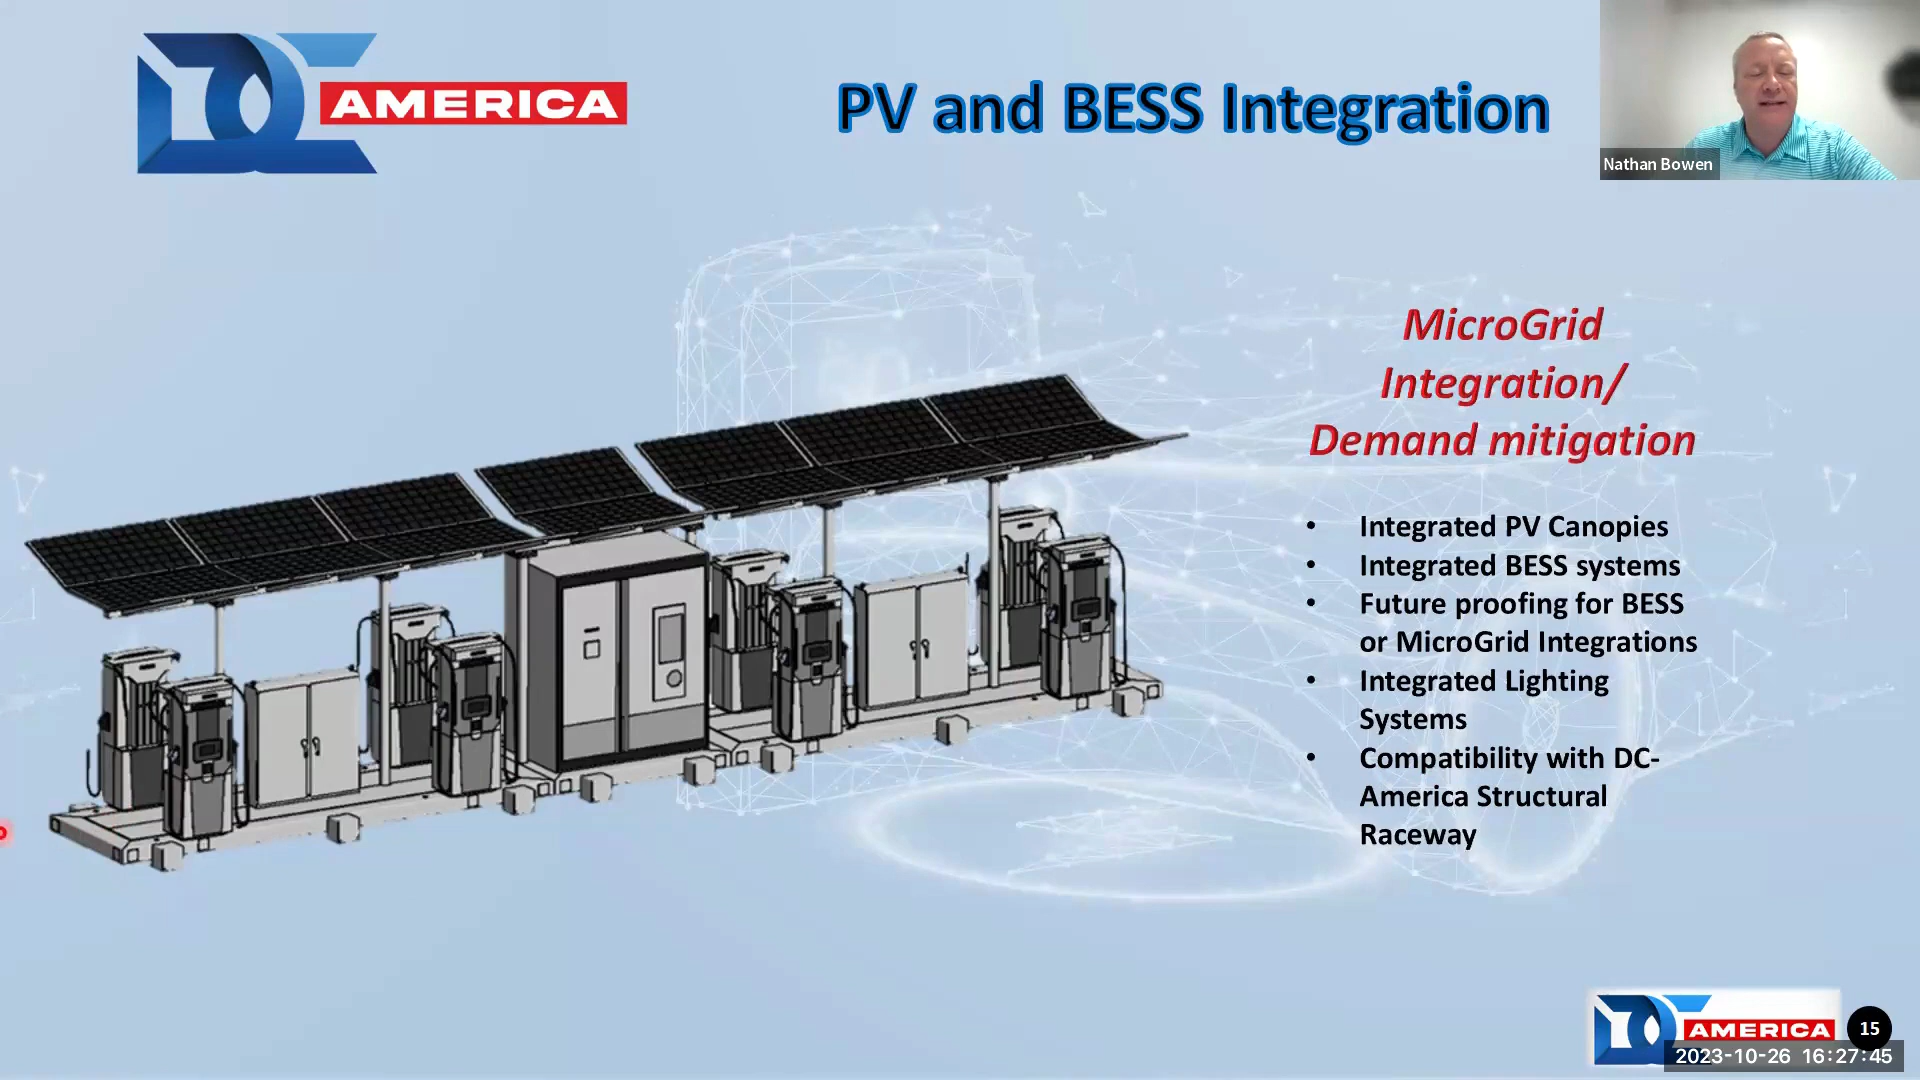 DC
AMERICA
PV and BESS Integration
Nathan Bowen
MicroGrid
Integration/
Demand mitigation
• Integrated PV Canopies
• Integrated BESS systems
• Future proofing for BESS
or MicroGrid Integrations
• Integrated Lighting
Systems
• Compatibility with DC-
America Structural
Raceway
DC
AMERICA
15
2023-10-26 16:27:45